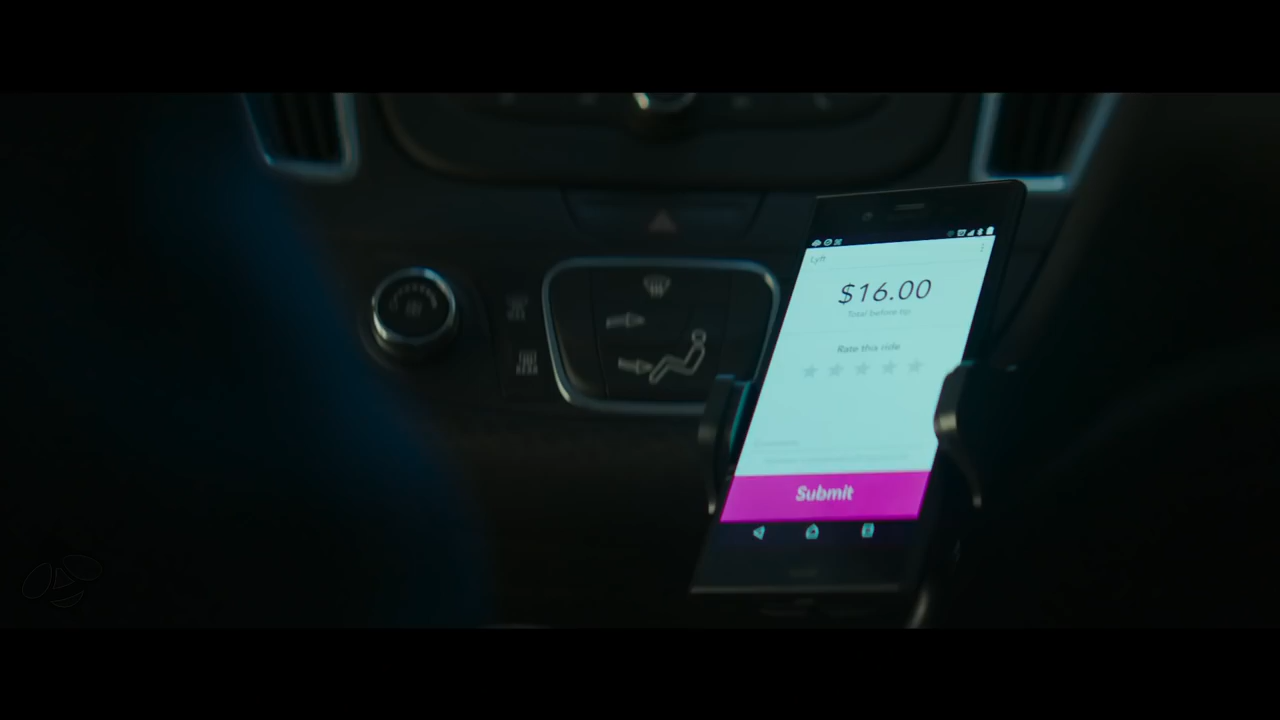 Lyft
$16.00
Total before tip
Rate this ride
Submit